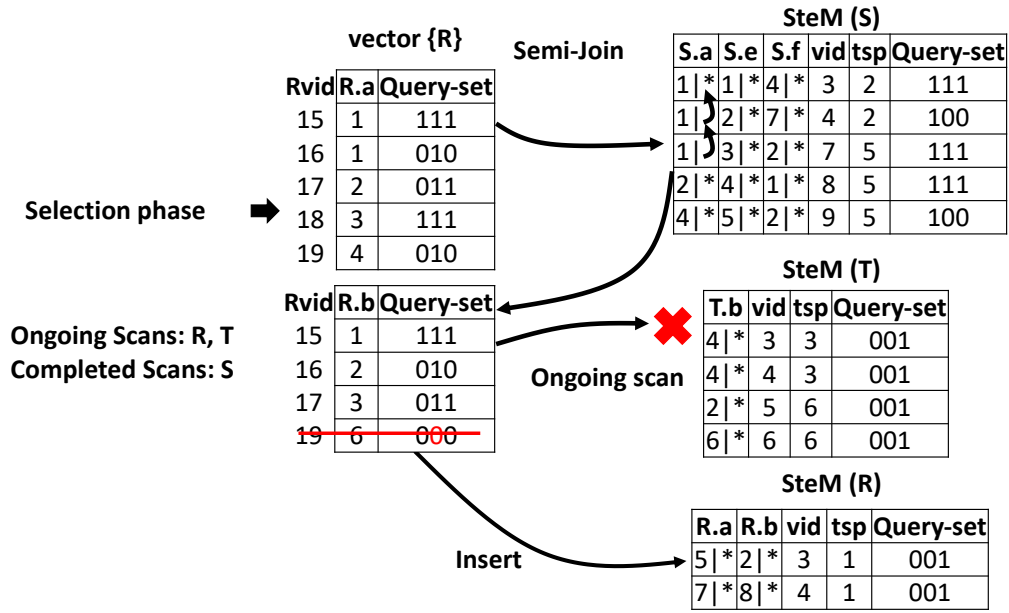 vector {R}
Rvid R.a Query-set
15 1 111
16 1 010
17 2 011
18 3 111
19 4 010
Selection phase
Semi-Join
SteM (S)
S.a S.e S.f vid tsp Query-set
1|* 1|* 4|* 3 2 111
1| 2|* 7|* 4 2 100
1| 3|* 2|* 7 5 111
2|* 4|* 1|* 8 5 111
4|* 5|* 2|* 9 5 100
Rvid R.b Query-set
15 1 111
16 2 010
17 3 011
19 6 000
Ongoing Scans: R, T
Completed Scans: S
Ongoing scan
SteM (T)
T.b vid tsp Query-set
4|* 3 3 001
4|* 4 3 001
2|* 5 6 001
6|* 6 6 001
Insert
SteM (R)
R.a R.b vid tsp Query-set
5|* 2|* 3 1 001
7|* 8|* 4 1 001